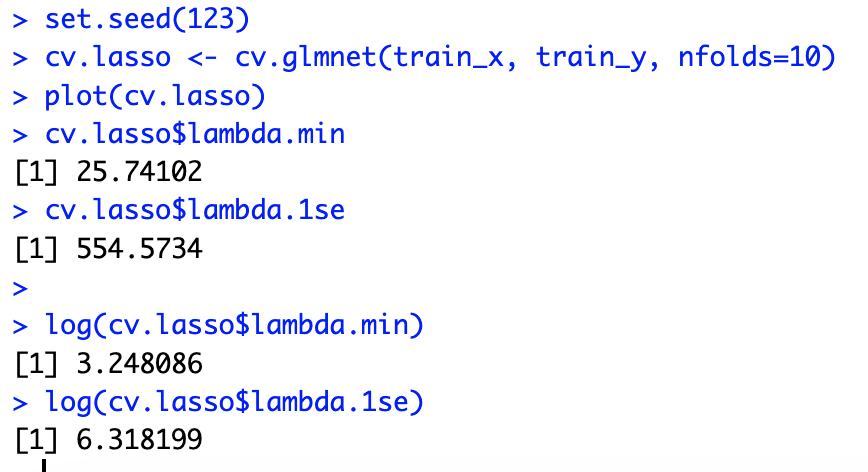 > set.seed(123)
> cv.lasso <- cv.glmnet(train_x, train_y, nfolds=10)
> plot(cv.lasso)
> cv.lasso$lambda.min
[1] 25.74102
> cv.lasso$lambda.1se
[1] 554.5734
>
> log(cv.lasso$lambda.min)
[1] 3.248086
> log(cv.lasso$lambda.1se)
[1] 6.318199